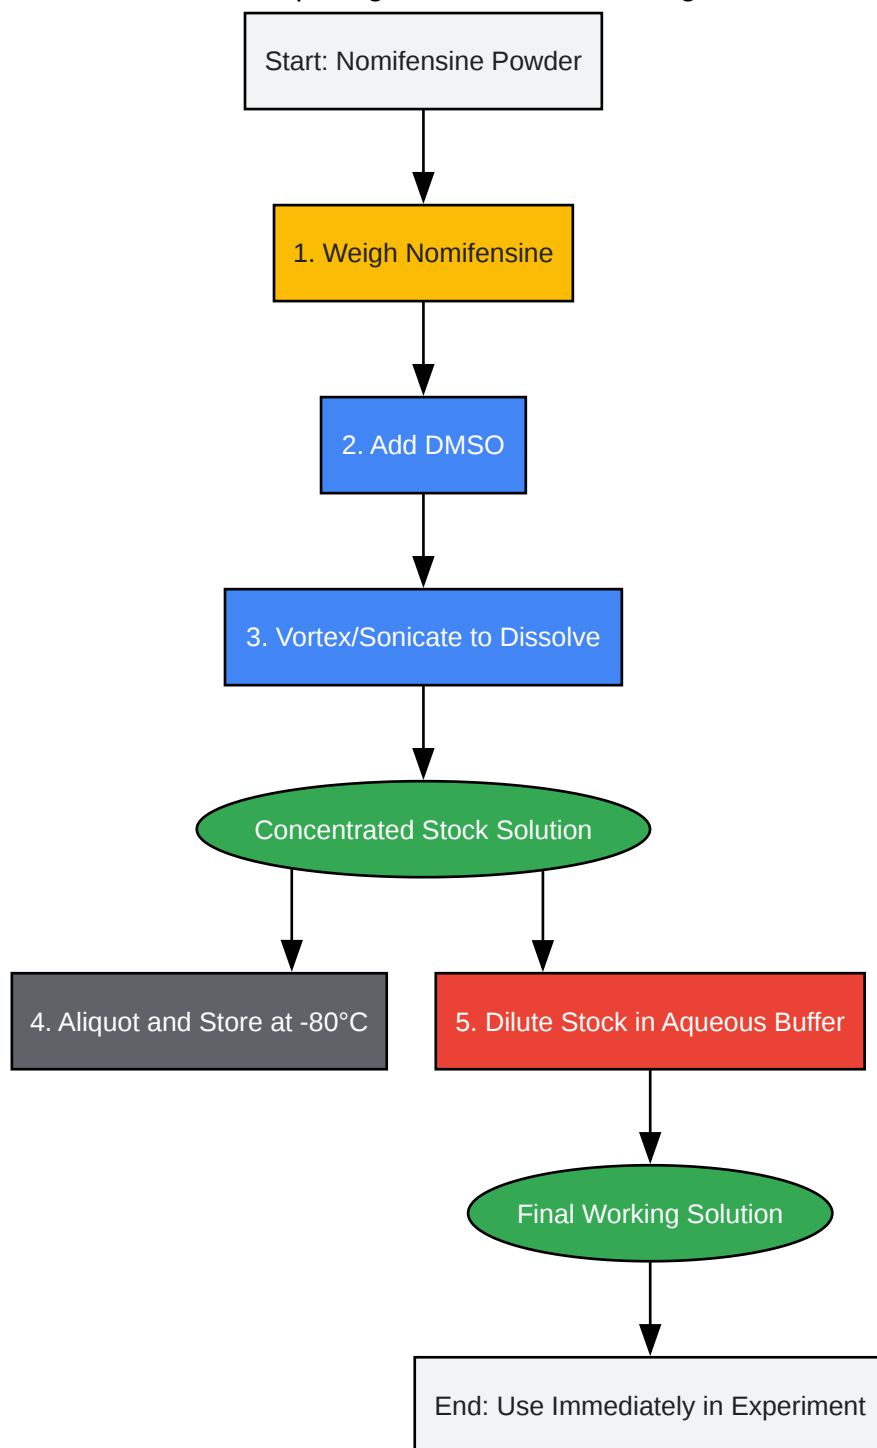 Start: Nomifensine Powder
1. Weigh Nomifensine
2. Add DMSO
3. Vortex/Sonicate to Dissolve
Concentrated Stock Solution
4. Aliquot and Store at -80°C
5. Dilute Stock in Aqueous Buffer
Final Working Solution
End: Use Immediately in Experiment